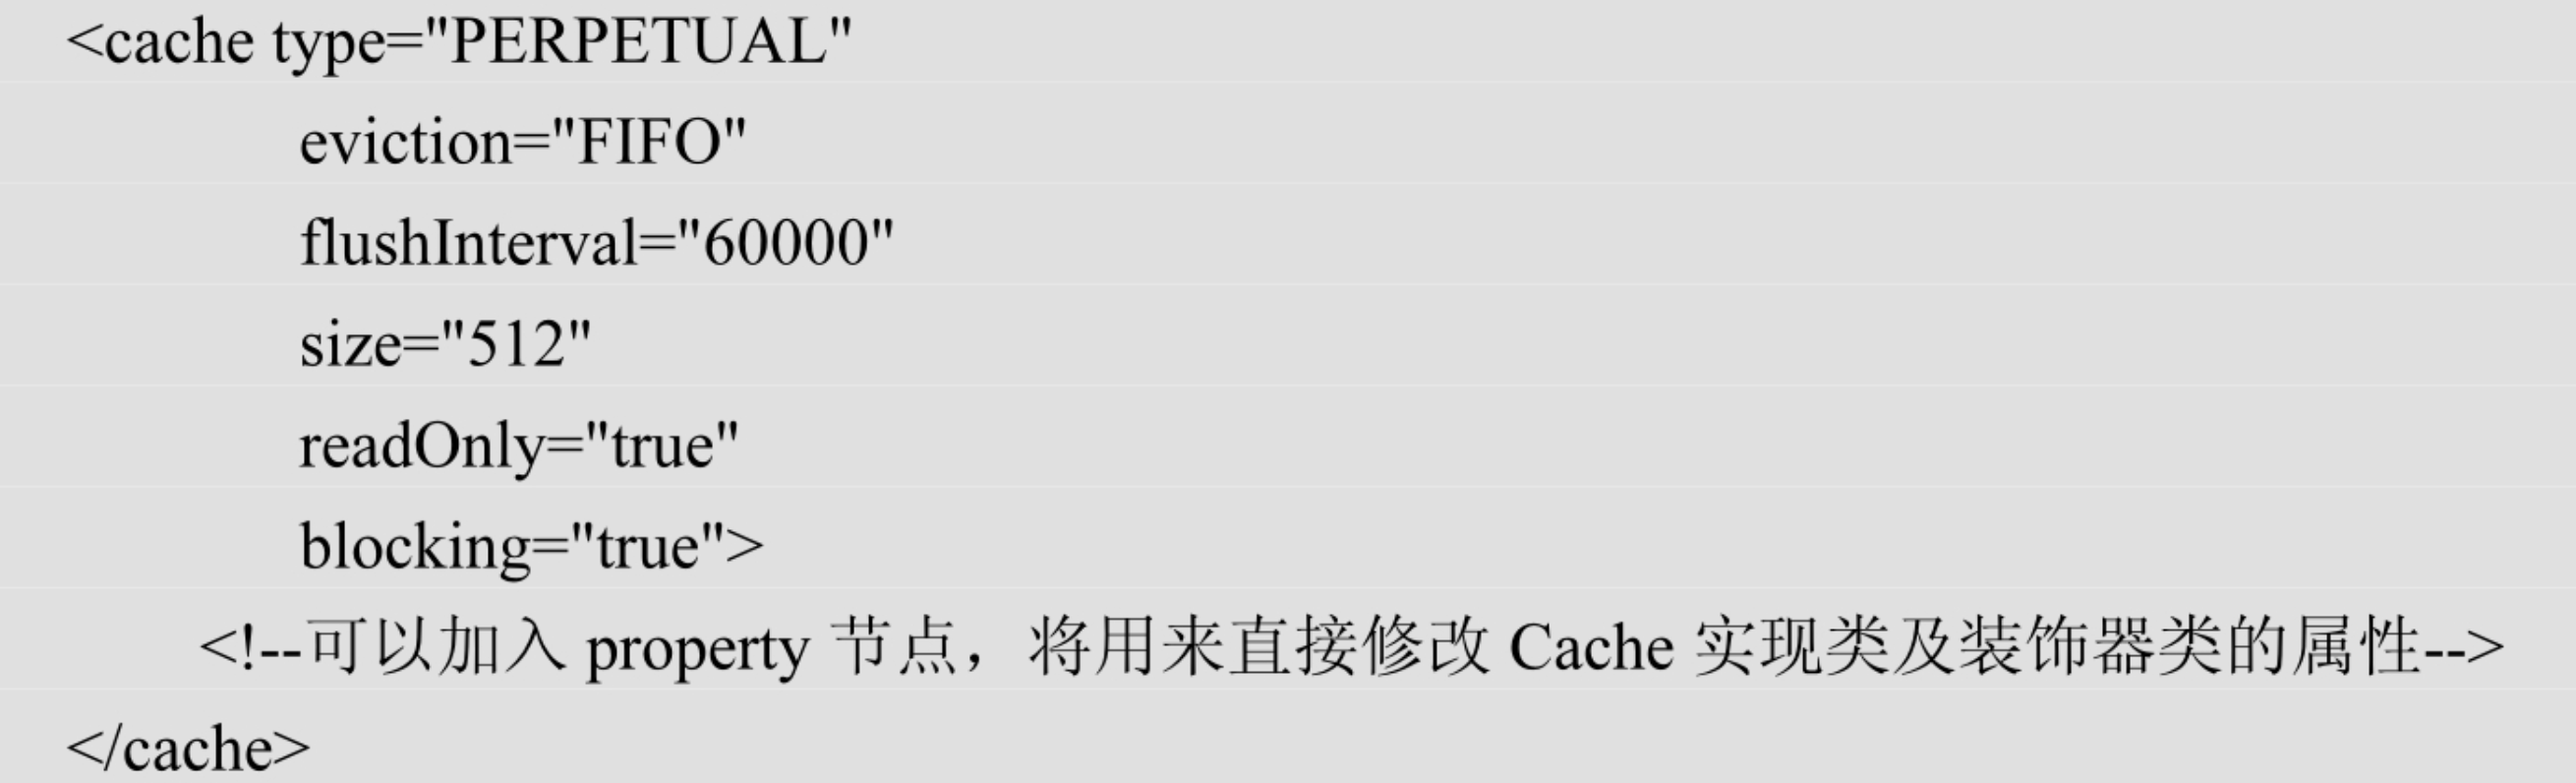 <cache type="PERPETUAL"
eviction="FIFO"
flushInterval="60000"
size="512"
readOnly="true"
blocking="true">
<!--可以加入 property 节点，将用来直接修改 Cache 实现类及装饰器类的属性-->
</cache>